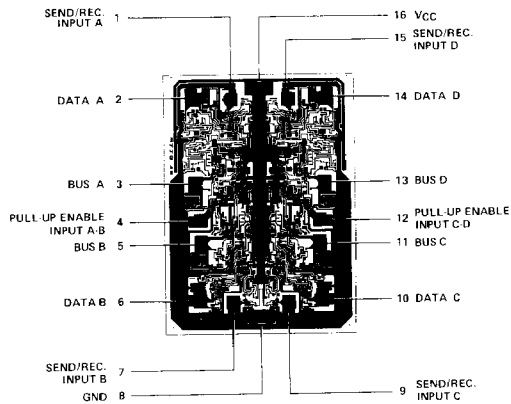 SEND/REC.
INPUT A 1
16 VCC
15 SEND/REC.
INPUT D
DATA A 2
14 DATA D
BUS A 3
13 BUS D
PULL-UP ENABLE
INPUT A-B
4
12 PULL-UP ENABLE
INPUT C-D
BUS B 5
11 BUS C
DATA B 6
10 DATA C
SEND/REC.
INPUT B
7
GND 8
9 SEND/REC.
INPUT C